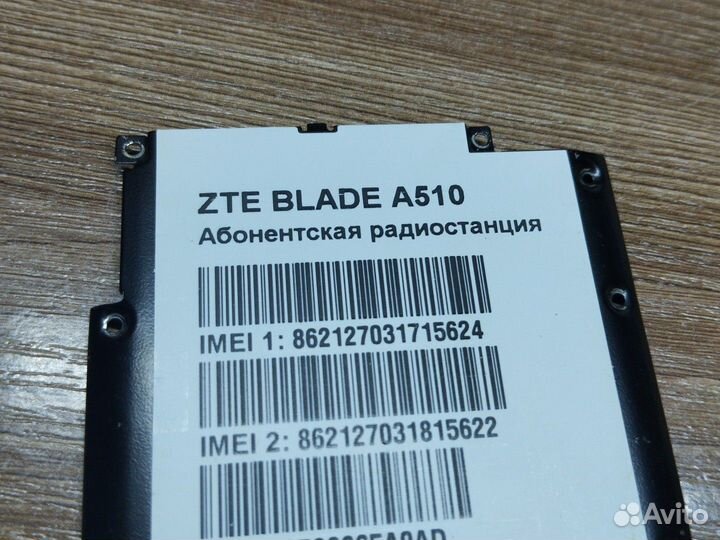 ZTE BLADE A510
Абонентская радиостанция
IMEI 1: 862127031715624
IMEI 2: 862127031815622
Avito